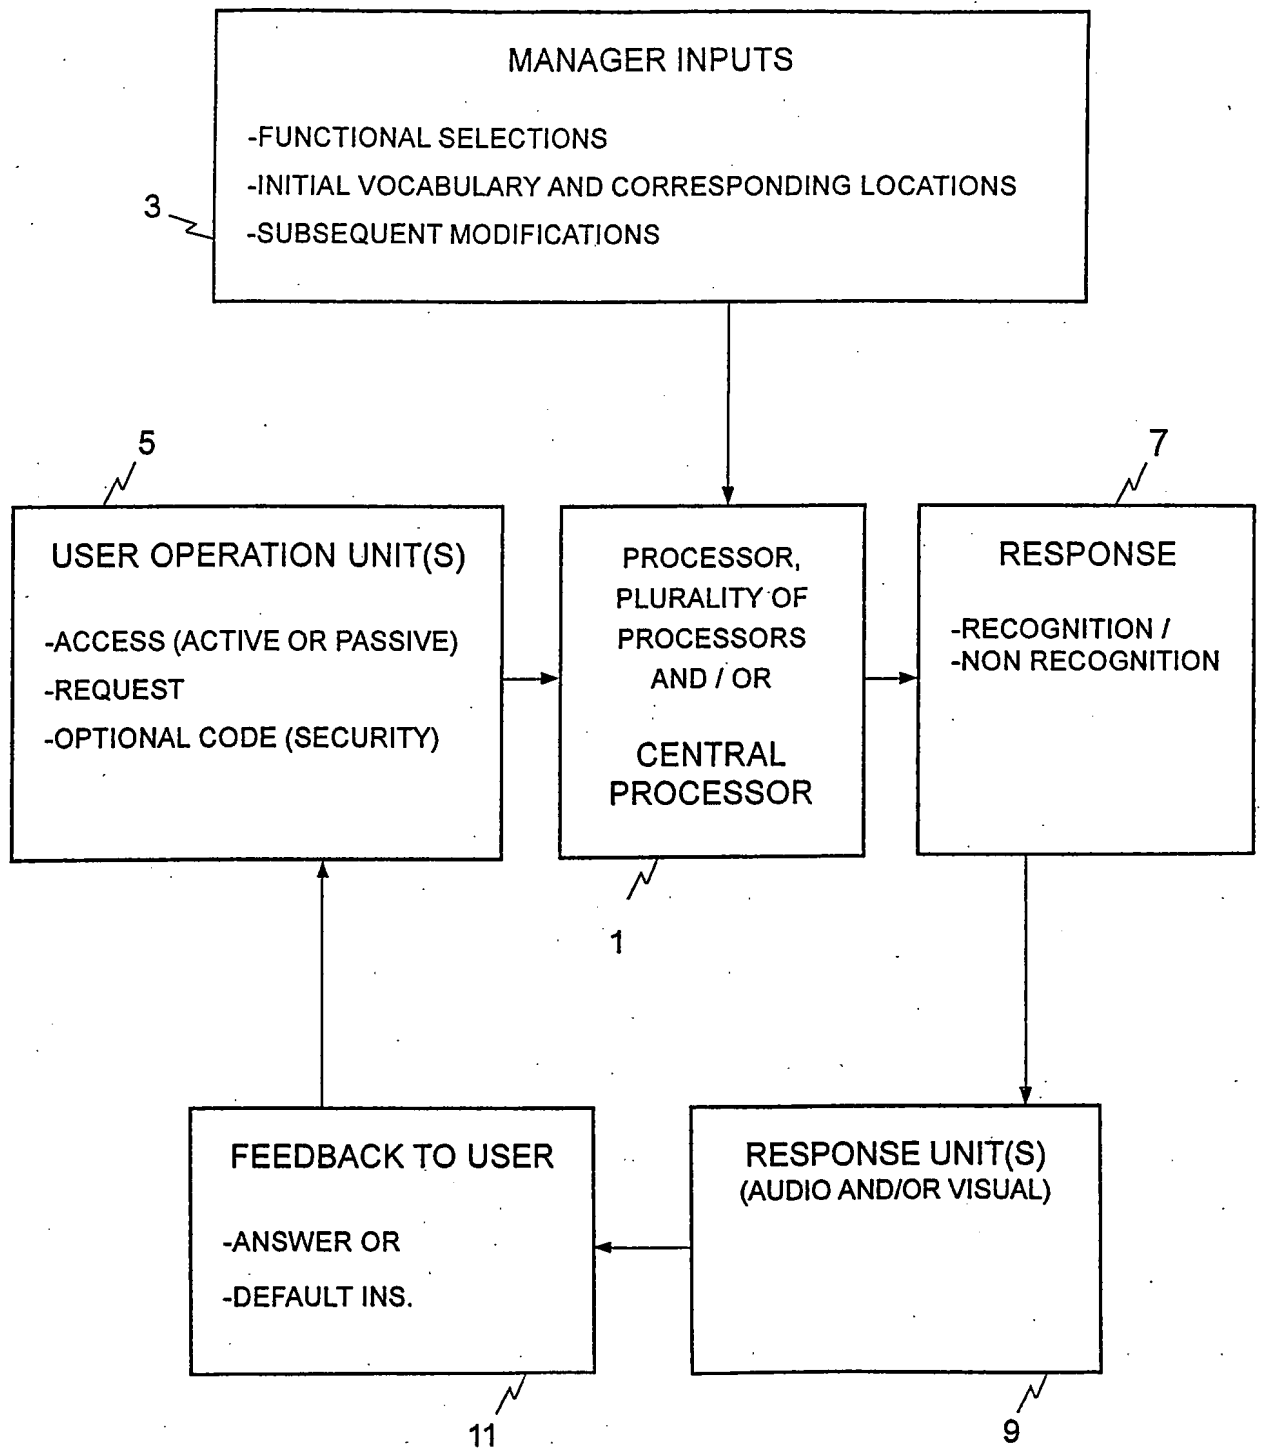 MANAGER INPUTS
-FUNCTIONAL SELECTIONS
-INITIAL VOCABULARY AND CORRESPONDING LOCATIONS
-SUBSEQUENT MODIFICATIONS
3
5
USER OPERATION UNIT(S)
-ACCESS (ACTIVE OR PASSIVE)
-REQUEST
-OPTIONAL CODE (SECURITY)
PROCESSOR,
PLURALITY OF
PROCESSORS
AND / OR
CENTRAL
PROCESSOR
1
7
RESPONSE
-RECOGNITION /
-NON RECOGNITION
FEEDBACK TO USER
-ANSWER OR
-DEFAULT INS.
11
RESPONSE UNIT(S)
(AUDIO AND/OR VISUAL)
9